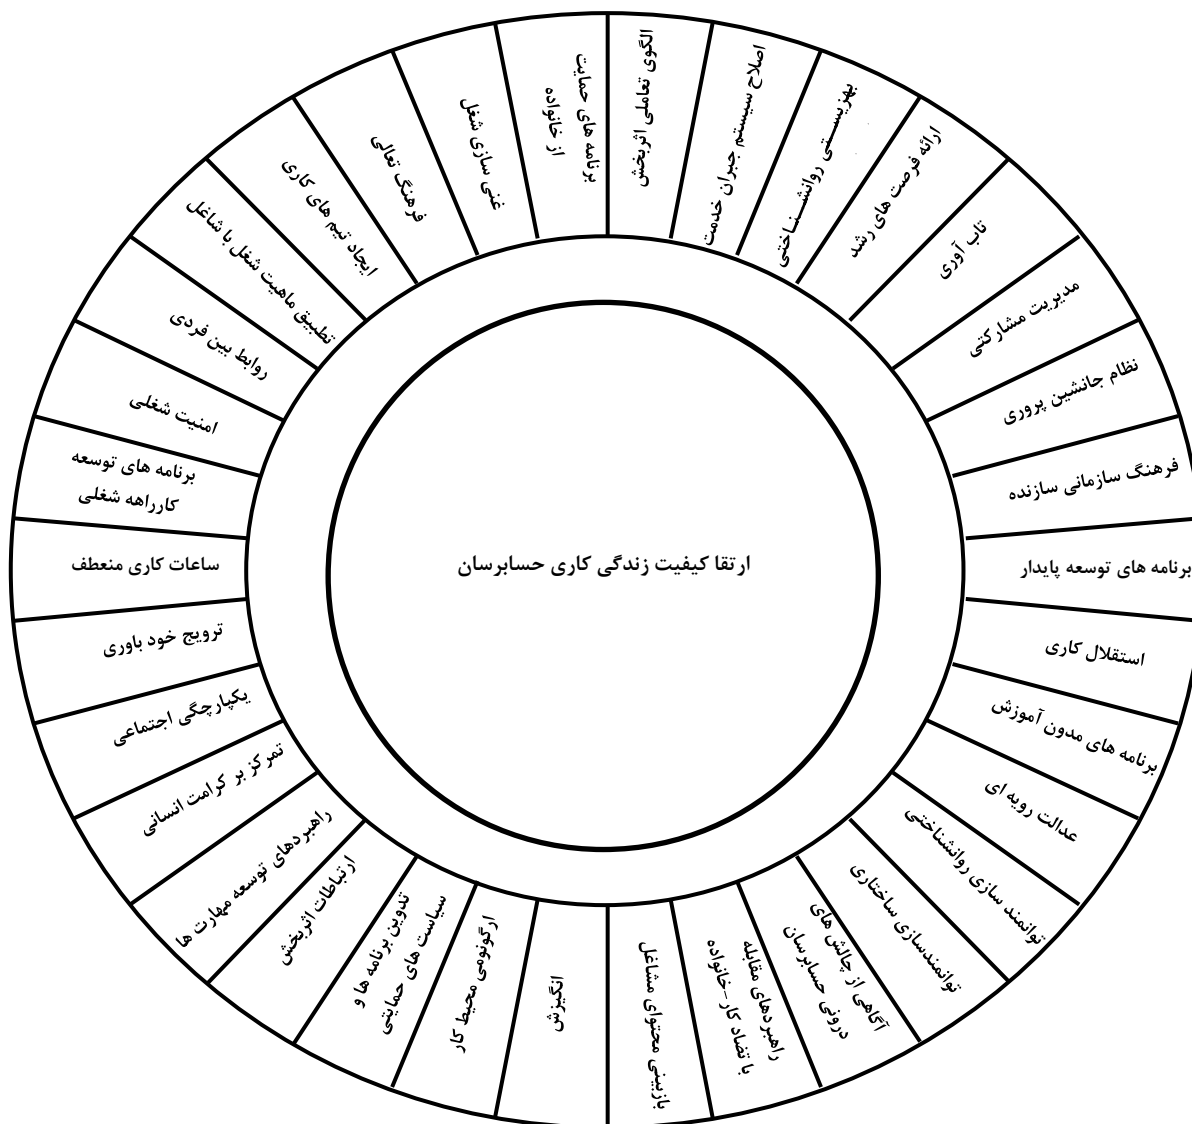 ارتقا کیفیت زندگی کاری حسابرسان
الگوی تعاملی اثربخش
اصلاح سیستم جبران خدمت
بهزیستی روانشناختی
ارائه فرصت های رشد
تاب آوری
مدیریت مشارکتی
نظام جانشین پروری
فرهنگ سازمانی سازنده
برنامه های توسعه پایدار
استقلال کاری
برنامه های مدون آموزش
عدالت رویه ای
توانمند سازی روانشناختی
توانمندسازی ساختاری
آگاهی از چالش های
درونی حسابرسان
راهبردهای مقابله
با تضاد کار-خانواده
بازبینی محتوای مشاغل
انگیزش
ارگونومی محیط کار
تدوین برنامه ها و
سیاست های حمایتی
ارتباطات اثربخش
راهبردهای توسعه مهارت ها
تمرکز بر کرامت انسانی
یکپارچگی اجتماعی
ترویج خود باوری
ساعات کاری منعطف
برنامه های توسعه
کارراهه شغلی
امنیت شغلی
روابط بین فردی
تطبیق ماهیت شغل با شاغل
ایجاد تیم های کاری
فرهنگ تعالی
غنی سازی شغل
برنامه های حمایت
از خانواده